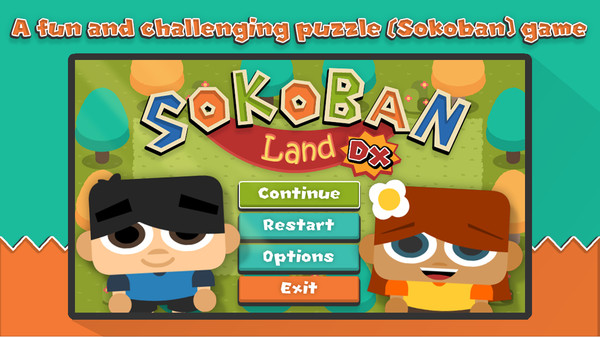 A fun and challenging puzzle (Sokoban) game
SOKOBAN
Land DX
Continue
Restart
Options
Exit